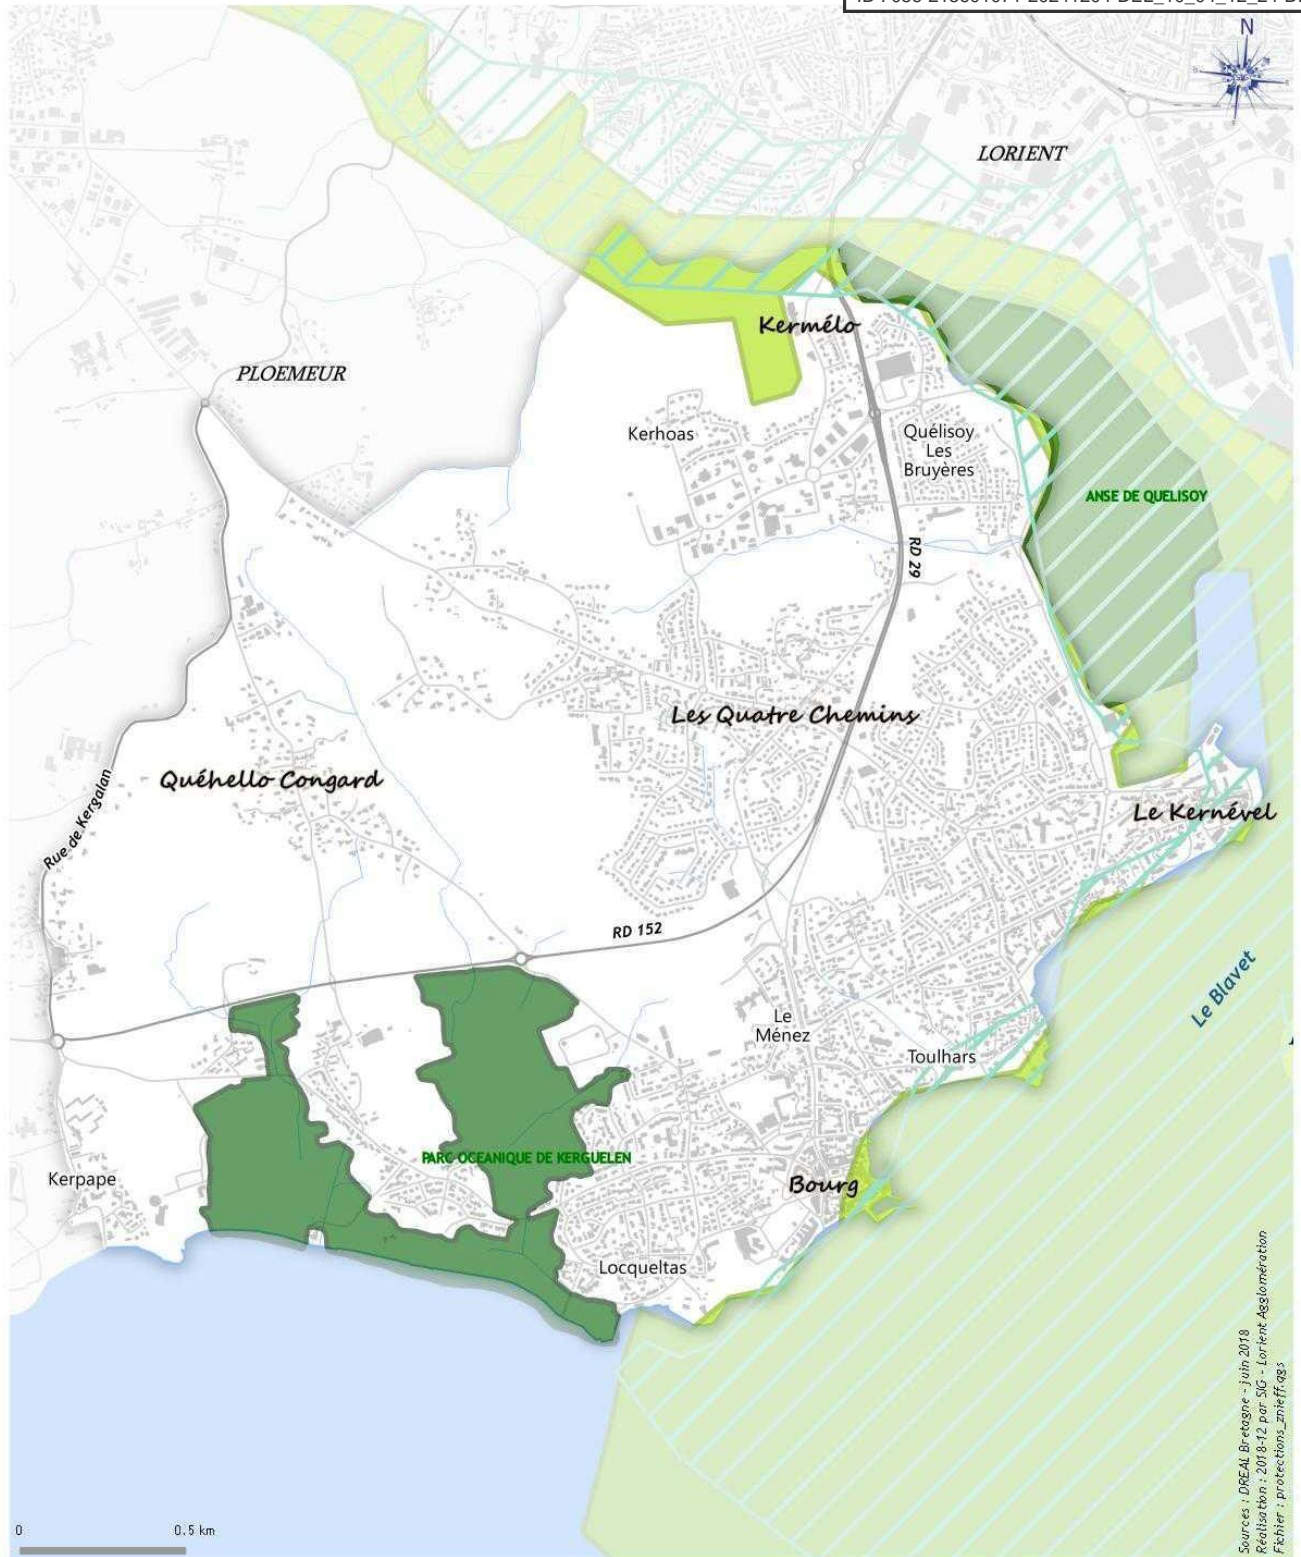 N
LORIENT
Kermélo
PLOEMEUR
Kerhoas
Quélisoy
Les
Bruyères
ANSE DE QUELISOY
RD 29
Les Quatre Chemins
Quéhello Congard
Rue de Kergalan
Le Kernével
RD 152
Le Blavet
Le
Ménez
Toulhars
PARC OCEANIQUE DE KERGUELEN
Kerpape
Bourg
Locqueltas
Sources : DREAL Bretagne - juin 2018
Réalisation : 2018-12 par SIG - Lorient Agglomération
Fichier : protections_znieff.qgs
0 0.5 km